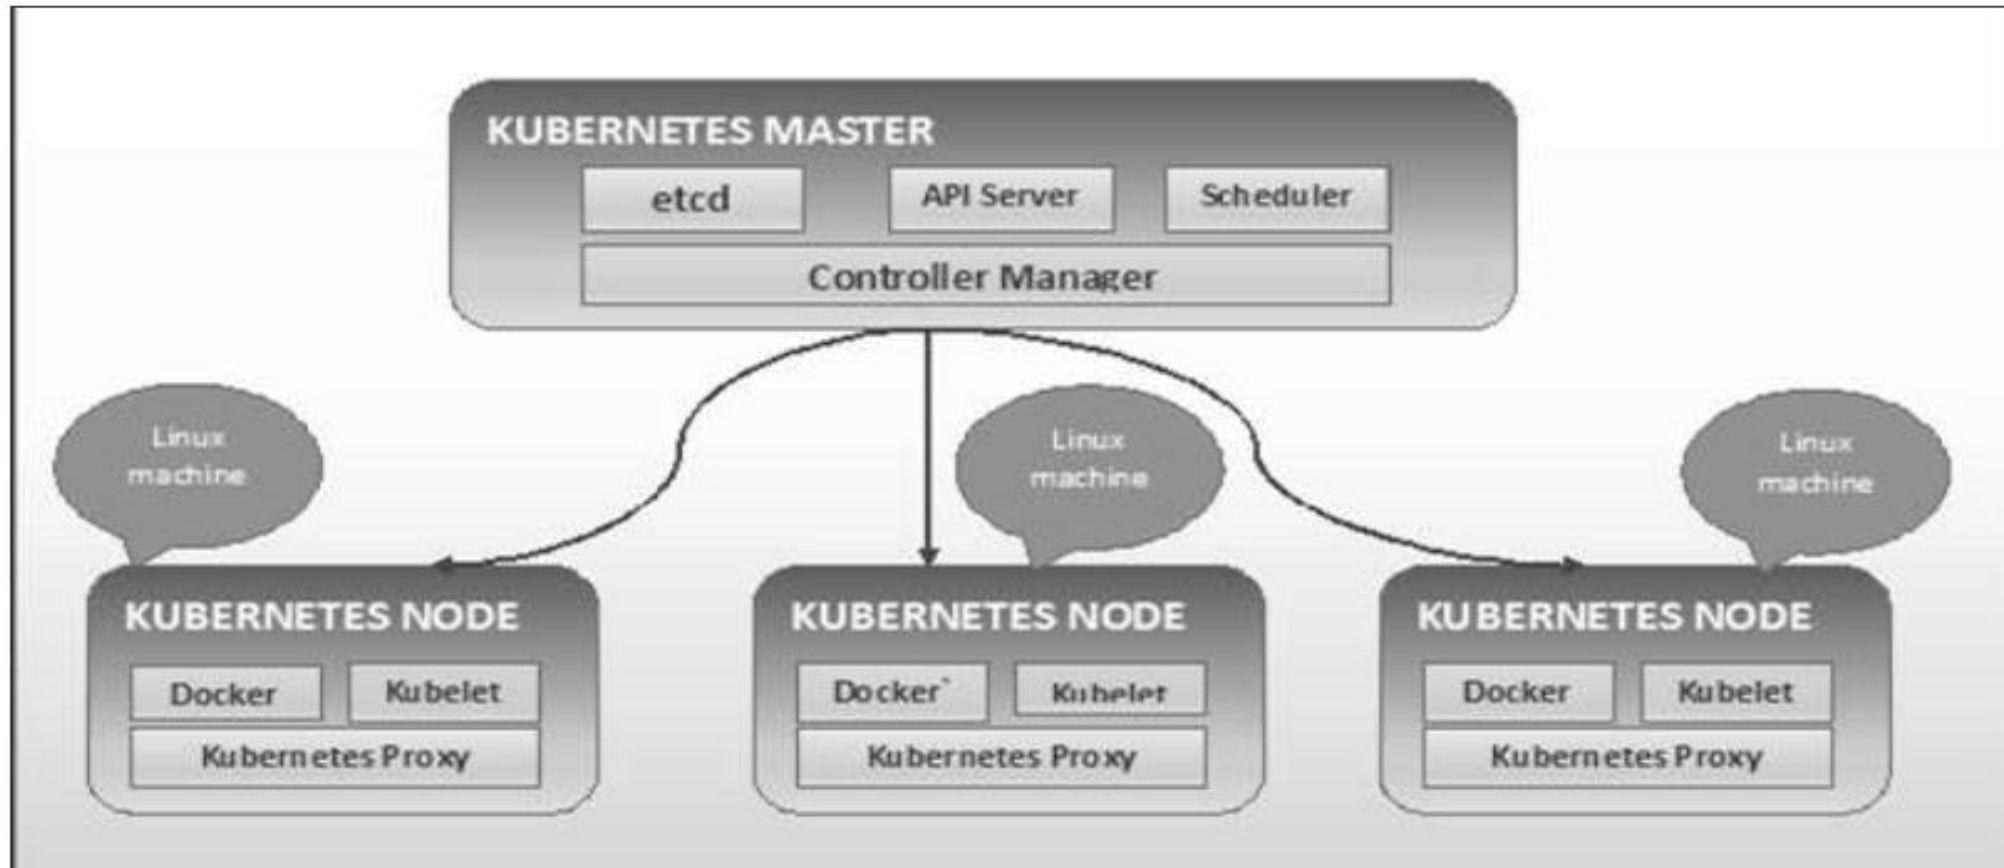 KUBERNETES MASTER
etcd
API Server
Scheduler
Controller Manager
Linux
machine
Linux
machine
Linux
machine
KUBERNETES NODE
Docker
Kubelet
Kubernetes Proxy
KUBERNETES NODE
Docker`
Kubelet
Kubernetes Proxy
KUBERNETES NODE
Docker
Kubelet
Kubernetes Proxy